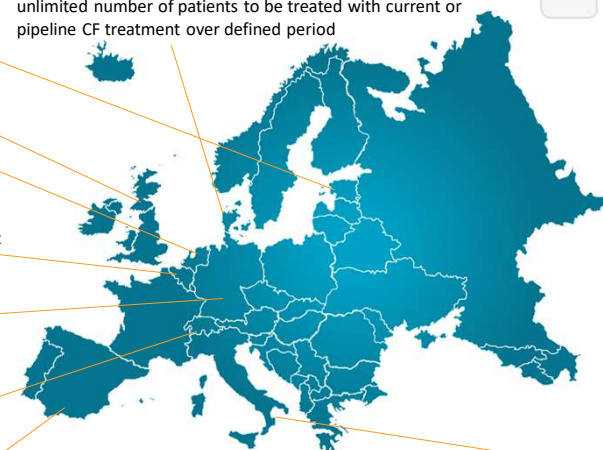 unlimited number of patients to be treated with current or
pipeline CF treatment over defined period